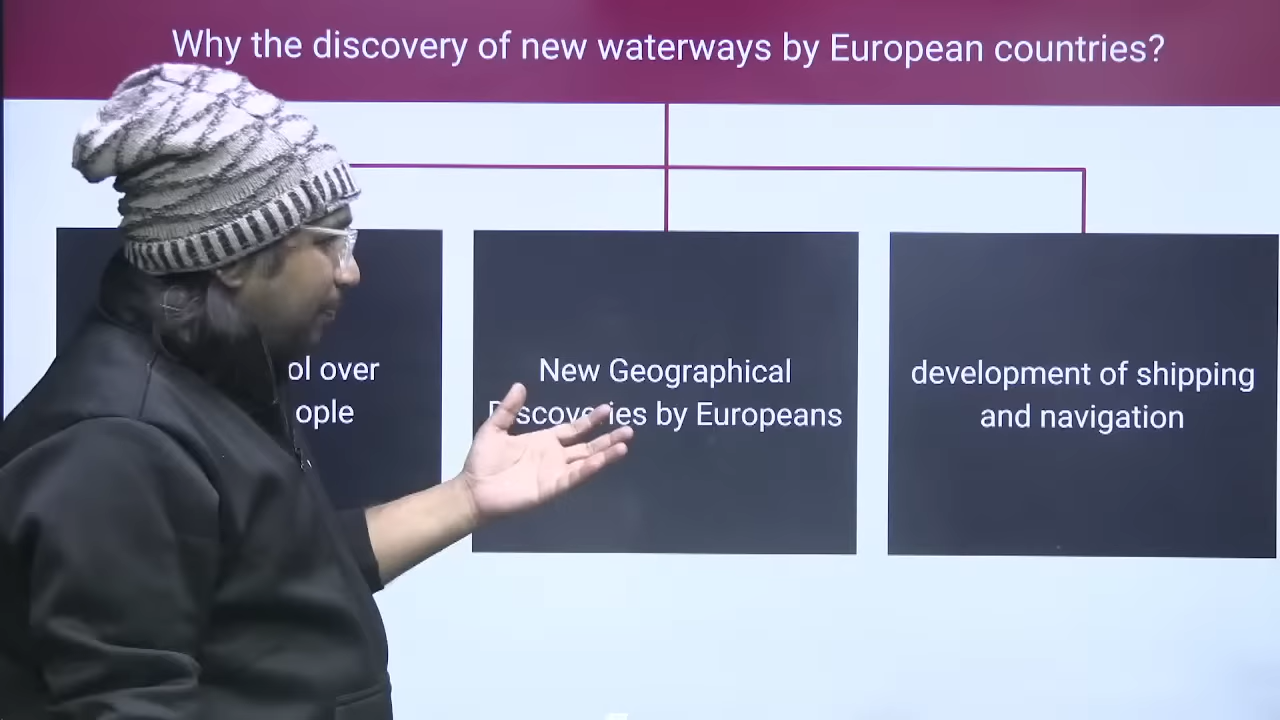 Why the discovery of new waterways by European countries?
over
New Geographical
Discoveries by Europeans
development of shipping
and navigation